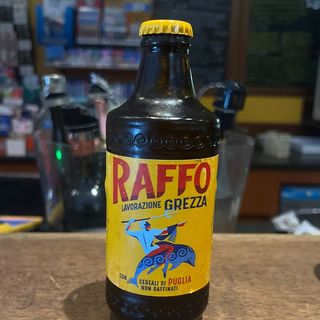 RAFFO
LAVORAZIONE GREZZA
CON
CEREALI DI PUGLIA
NON RAFFINATI